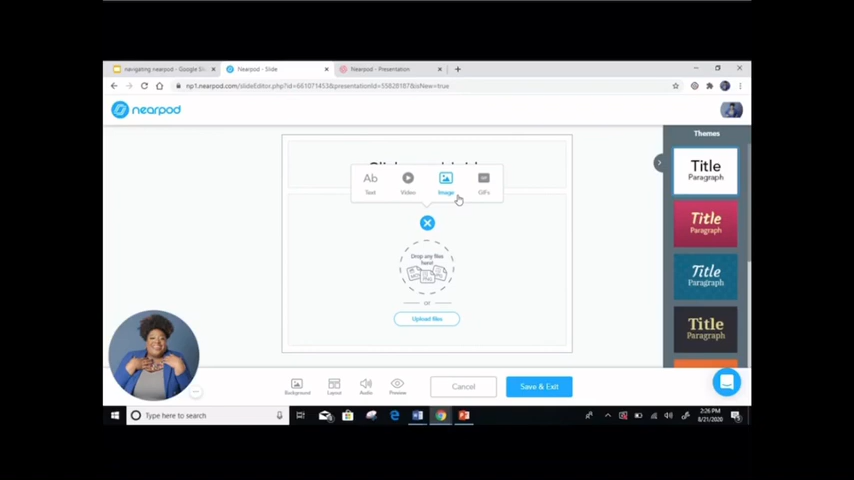 navigating nearpod - Google Sli
Nearpod - Slide
Nearpod - Presentation
np1.nearpod.com/slideEditor.php?id=661071453&presentationId=55828187&isNew=true
nearpod
Themes
Ab
Text
Video
Image
GIFs
Drop any files
here!
or
Upload files
Title
Paragraph
Title
Paragraph
Title
Paragraph
Title
Paragraph
Background
Layout
Audio
Preview
Cancel
Save & Exit
Type here to search
2:26 PM
8/21/2020